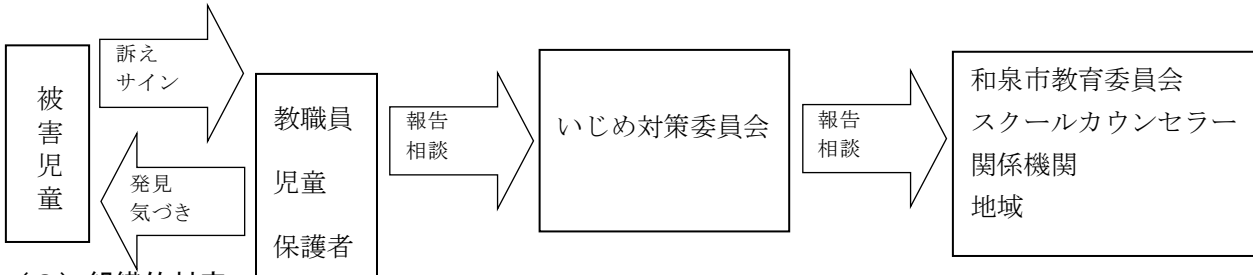 被害児童
訴え
サイン
発見
気づき
教職員
児童
保護者
報告
相談
いじめ対策委員会
報告
相談
和泉市教育委員会
スクールカウンセラー
関係機関
地域